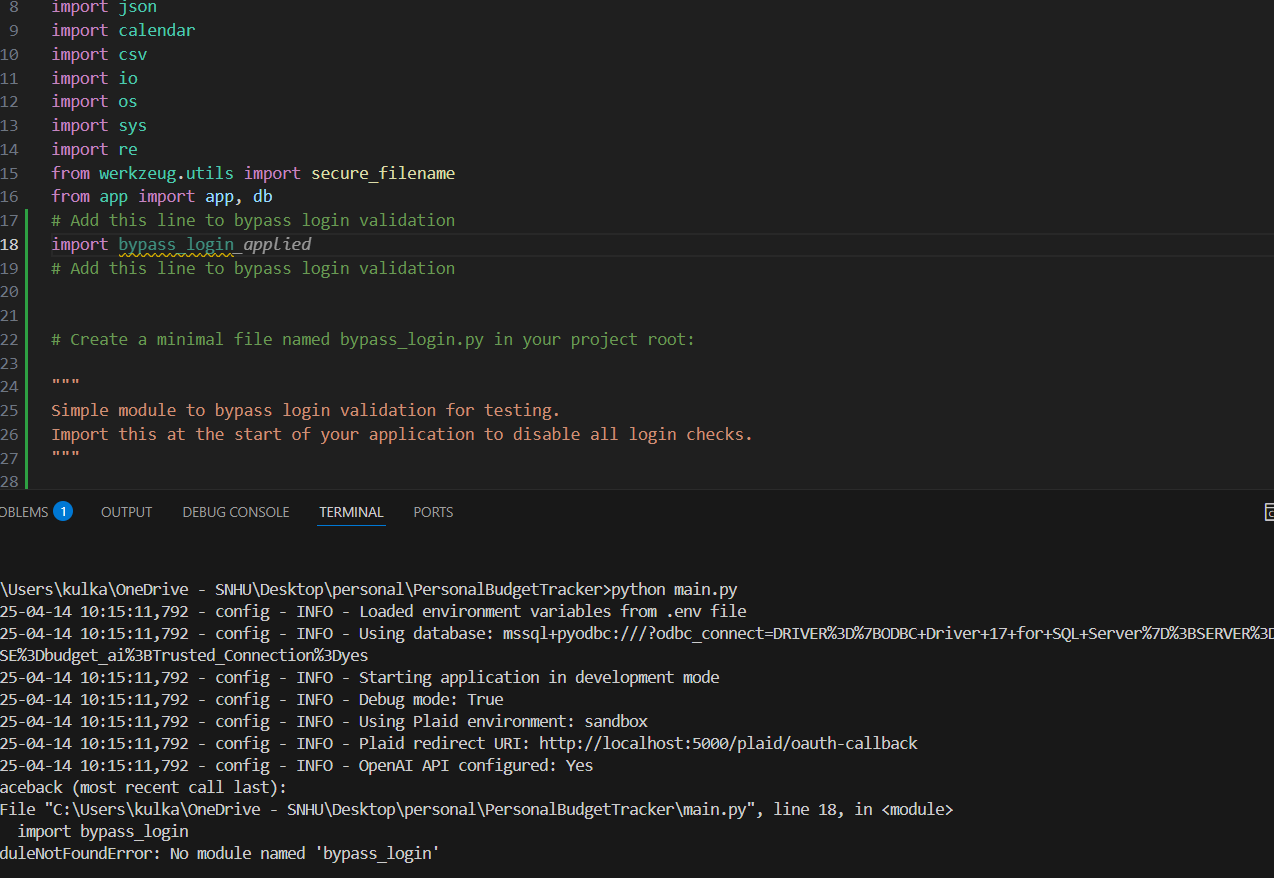 8 import json
9 import calendar
10 import csv
11 import io
12 import os
13 import sys
14 import re
15 from werkzeug.utils import secure_filename
16 from app import app, db
17 # Add this line to bypass login validation
18 import bypass_login_applied
19 # Add this line to bypass login validation
20
21
22 # Create a minimal file named bypass_login.py in your project root:
23
24 """
25 Simple module to bypass login validation for testing.
26 Import this at the start of your application to disable all login checks.
27 """
28
OBLEMS 1 OUTPUT DEBUG CONSOLE TERMINAL PORTS
\Users\kulka\OneDrive - SNHU\Desktop\personal\PersonalBudgetTracker>python main.py
25-04-14 10:15:11,792 - config - INFO - Loaded environment variables from .env file
25-04-14 10:15:11,792 - config - INFO - Using database: mssql+pyodbc:///?odbc_connect=DRIVER%3D%7BODBC+Driver+17+for+SQL+Server%7D%3BSERVER%3D
SE%3Dbudget_ai%3BTrusted_Connection%3Dyes
25-04-14 10:15:11,792 - config - INFO - Starting application in development mode
25-04-14 10:15:11,792 - config - INFO - Debug mode: True
25-04-14 10:15:11,792 - config - INFO - Using Plaid environment: sandbox
25-04-14 10:15:11,792 - config - INFO - Plaid redirect URI: http://localhost:5000/plaid/oauth-callback
25-04-14 10:15:11,792 - config - INFO - OpenAI API configured: Yes
aceback (most recent call last):
File "C:\Users\kulka\OneDrive - SNHU\Desktop\personal\PersonalBudgetTracker\main.py", line 18, in <module>
import bypass_login
duleNotFoundError: No module named 'bypass_login'